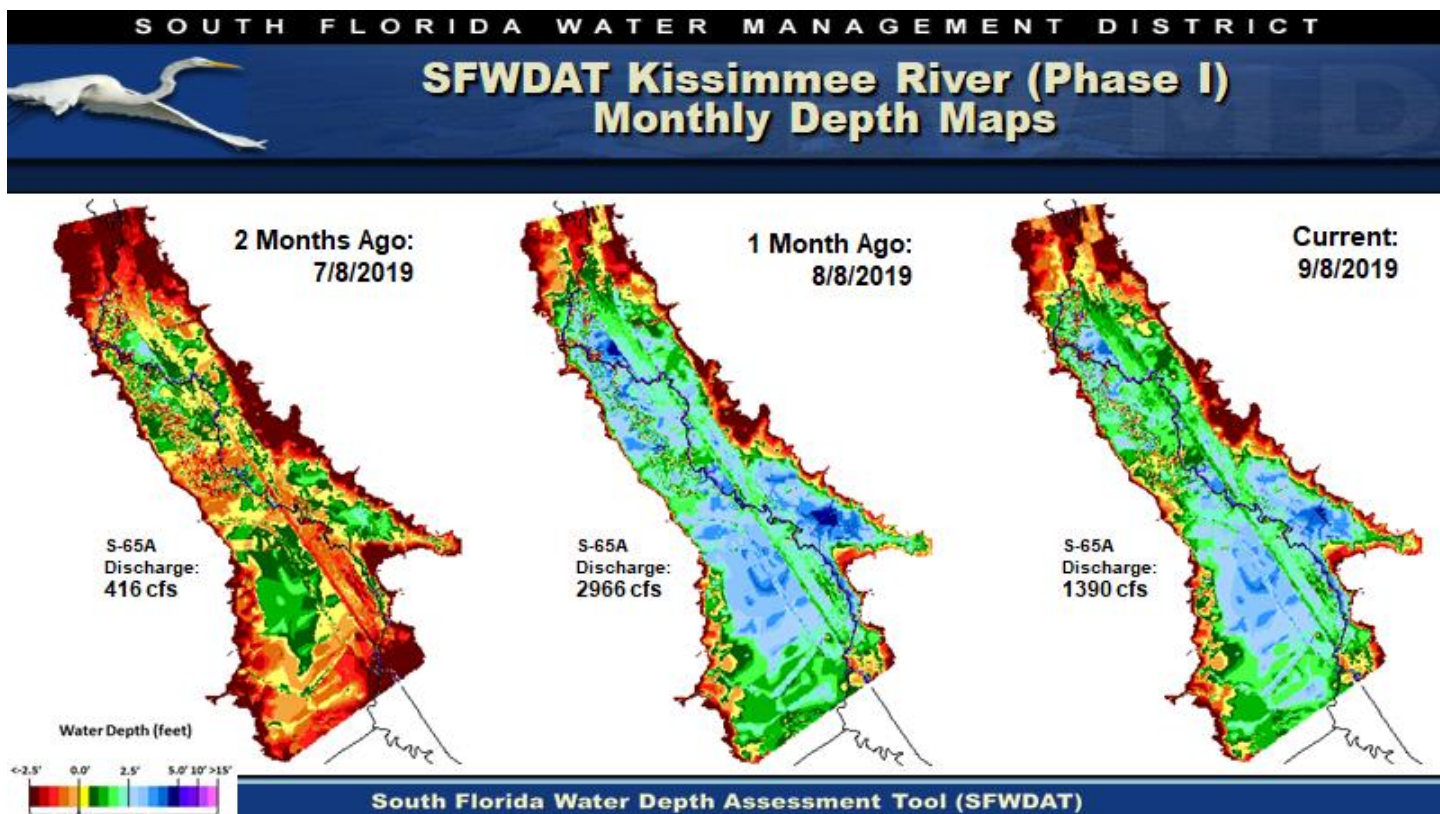 SOUTH FLORIDA WATER MANAGEMENT DISTRICT
SFWDAT Kissimmee River (Phase I)
Monthly Depth Maps
2 Months Ago:
7/8/2019
1 Month Ago:
8/8/2019
Current:
9/8/2019
S-65A
Discharge:
416 cfs
S-65A
Discharge:
2966 cfs
S-65A
Discharge:
1390 cfs
Water Depth (feet)
<-2.5' 0.0' 2.5' 5.0' 10' >15'
South Florida Water Depth Assessment Tool (SFWDAT)